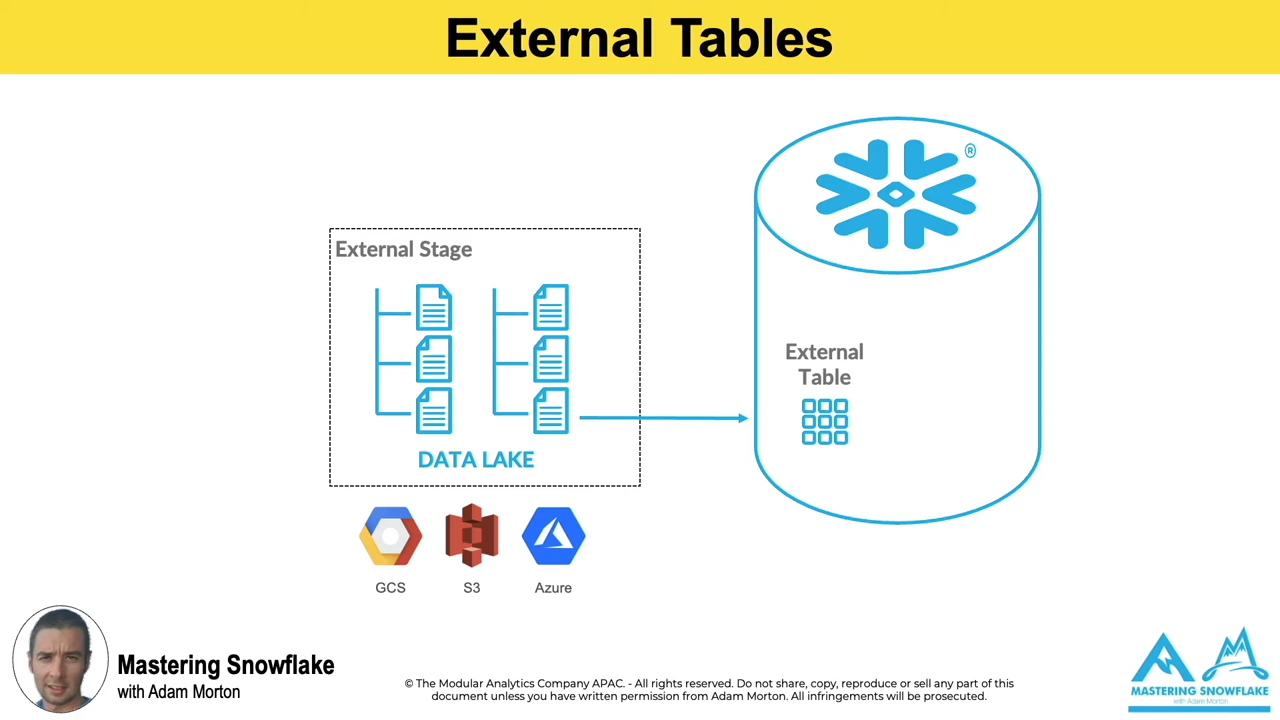 External Tables
®
External Stage
DATA LAKE
External
Table
GCS
S3
Azure
Mastering Snowflake
with Adam Morton
© The Modular Analytics Company APAC. - All rights reserved. Do not share, copy, reproduce or sell any part of this
document unless you have written permission from Adam Morton. All infringements will be prosecuted.
MASTERING SNOWFLAKE
with Adam Morton